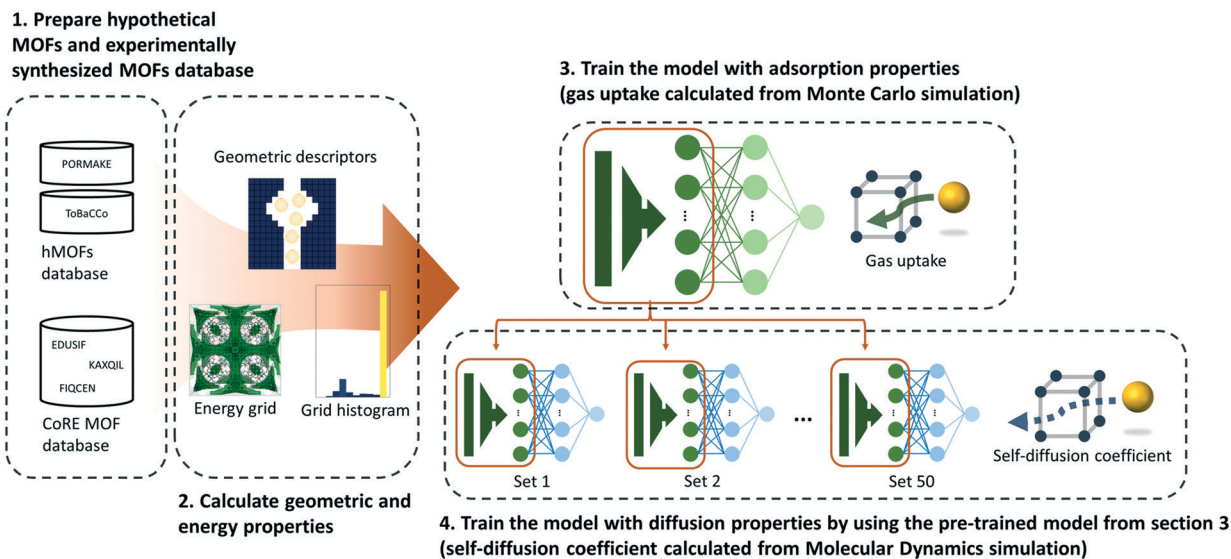 1. Prepare hypothetical
MOFs and experimentally
synthesized MOFs database
PORMAKE
ToBaCCo
hMOFs
database
EDUSIF
KAXQIL
FIQCEN
CoRE MOF
database
Geometric descriptors
Energy grid
Grid histogram
2. Calculate geometric and
energy properties
3. Train the model with adsorption properties
(gas uptake calculated from Monte Carlo simulation)
...
Gas uptake
...
Set 1
...
Set 2
...
...
Set 50
Self-diffusion coefficient
4. Train the model with diffusion properties by using the pre-trained model from section 3
(self-diffusion coefficient calculated from Molecular Dynamics simulation)